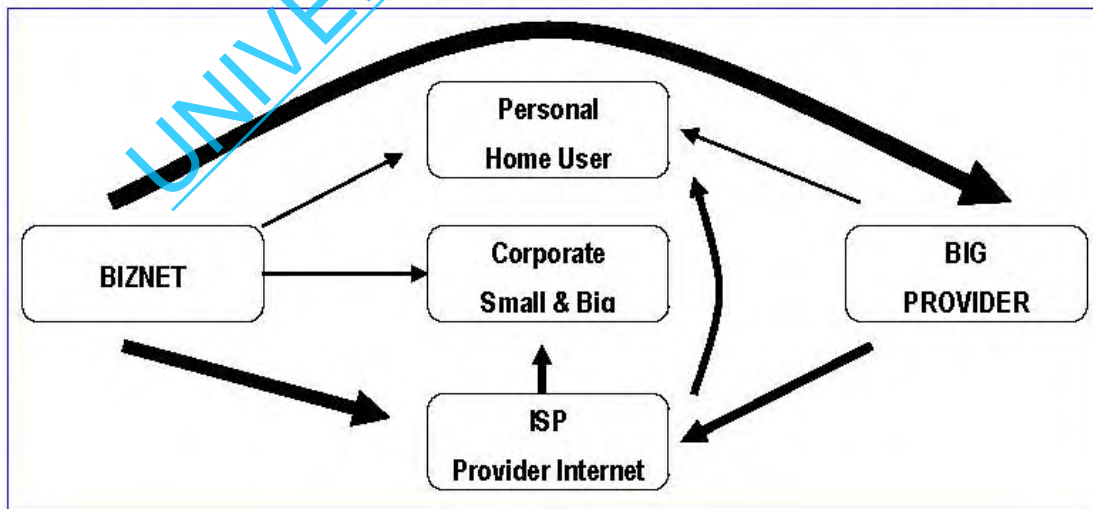 UNIVE
Personal
Home User
BIZNET
Corporate
Small & Big
BIG
PROVIDER
ISP
Provider Internet